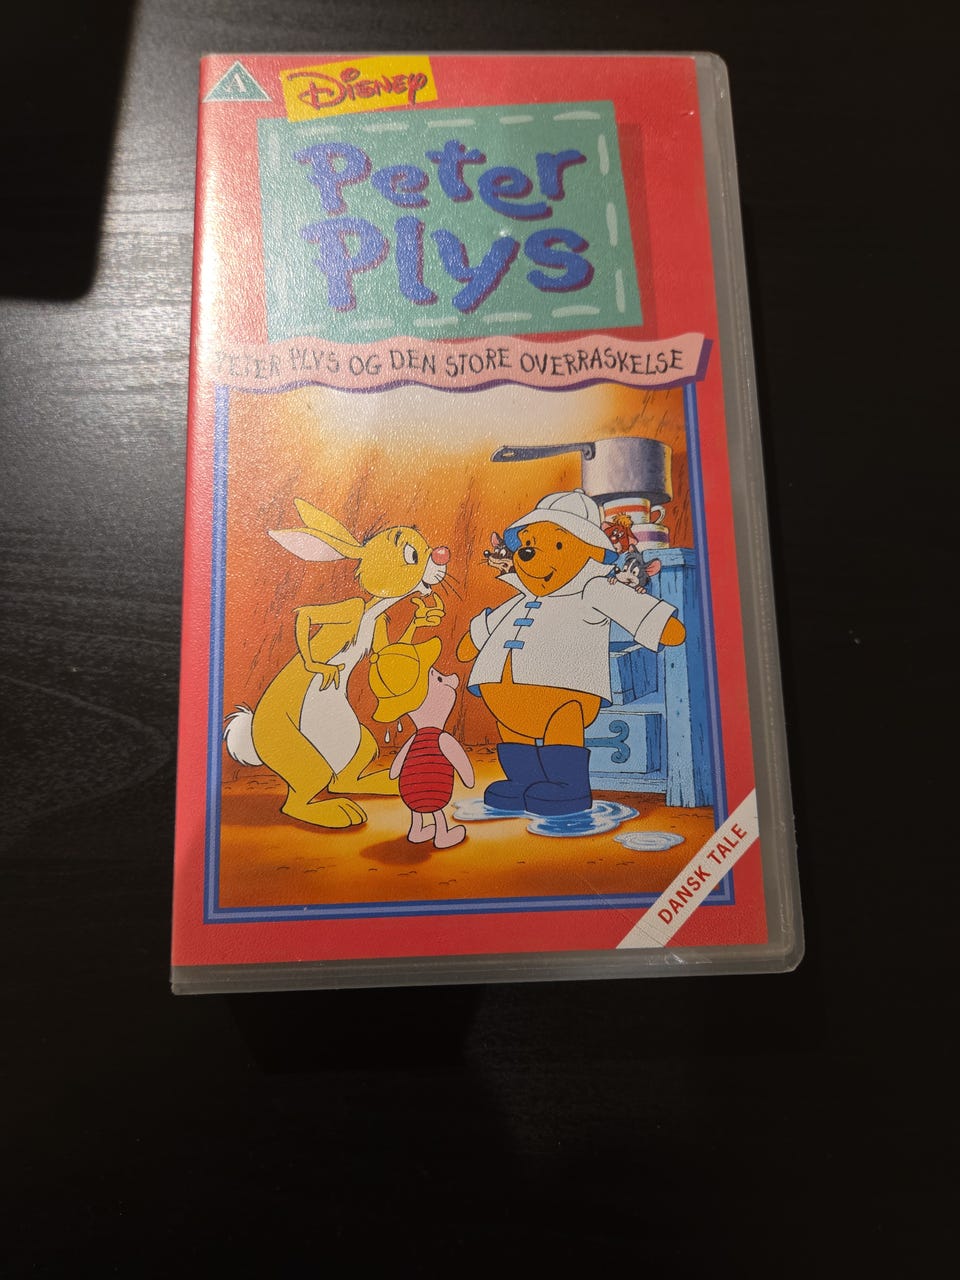 A
Disney
Peter
Plys
PETER PLYS OG DEN STORE OVERRASKELSE
DANSK TALE